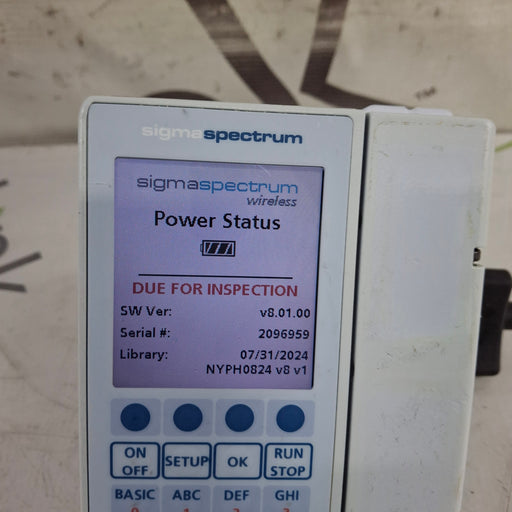 sigmaspectrum
sigmaspectrum
wireless
Power Status
DUE FOR INSPECTION
SW Ver: v8.01.00
Serial #: 2096959
Library: 07/31/2024
NYPH0824 v8 v1
ON OFF SETUP OK RUN STOP
BASIC ABC DEF GHI